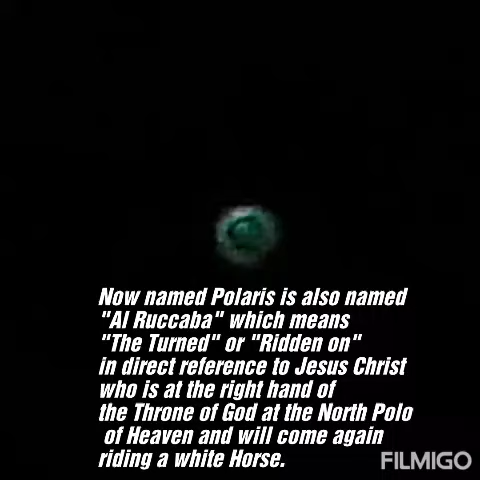 Now named Polaris is also named
"Al Ruccaba" which means
"The Turned" or "Ridden on"
in direct reference to Jesus Christ
who is at the right hand of
the Throne of God at the North Polo
of Heaven and will come again
riding a white Horse.
FILMIGO